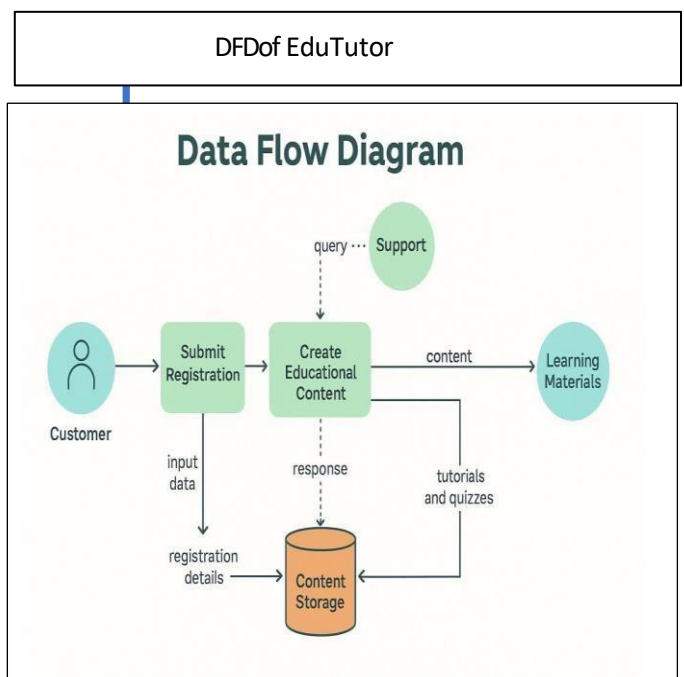 DFDof EduTutor
Data Flow Diagram
query
Support
Submit
Registration
Create
Educational
Content
content
Learning
Materials
Customer
input
data
response
tutorials
and quizzes
registration
details
Content
Storage